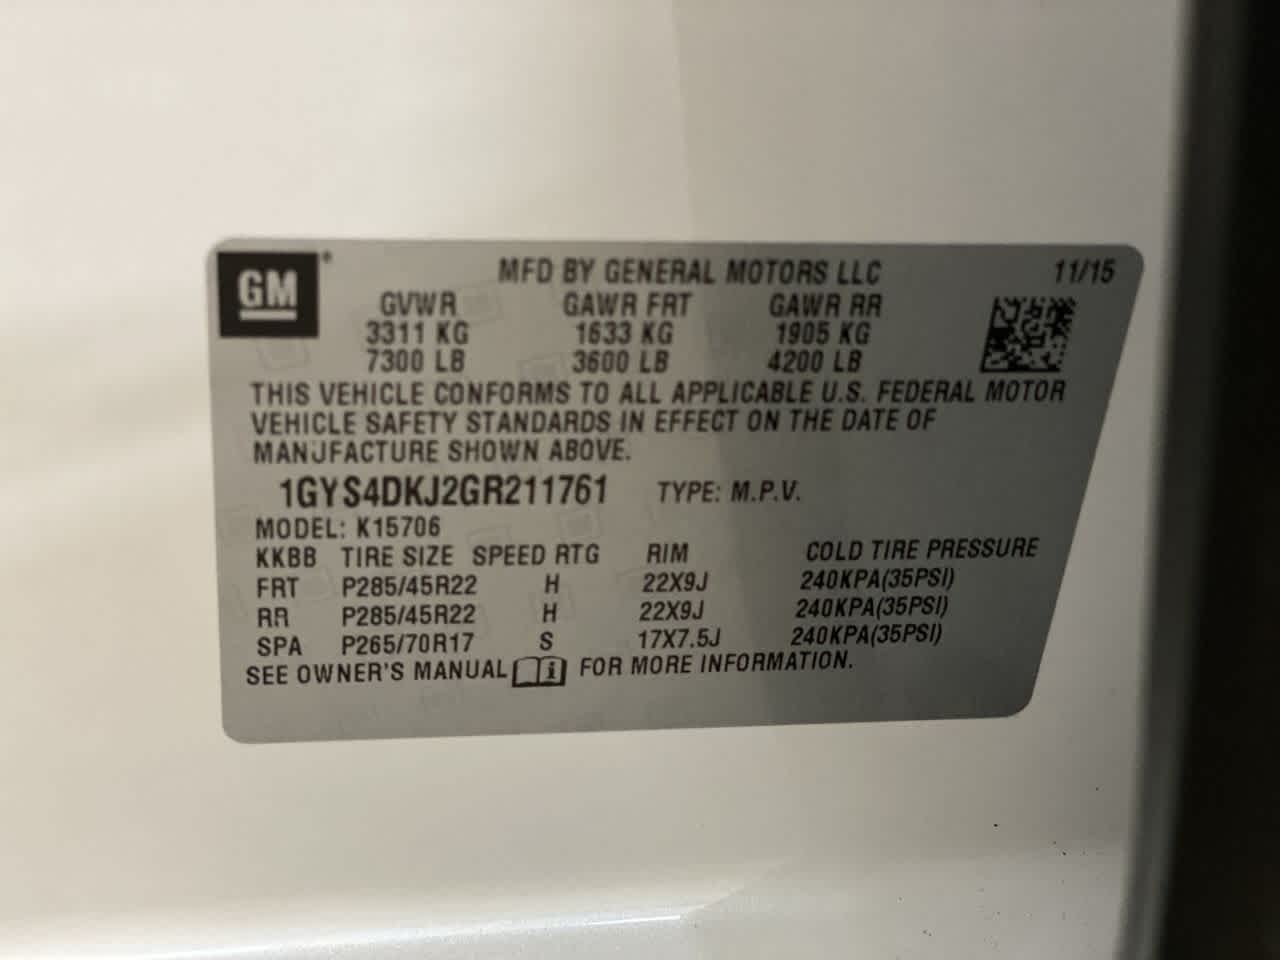 GM® MFD BY GENERAL MOTORS LLC 11/15
GVWR GAWR FRT GAWR RR
3311 KG 1633 KG 1905 KG
7300 LB 3600 LB 4200 LB
THIS VEHICLE CONFORMS TO ALL APPLICABLE U.S. FEDERAL MOTOR
VEHICLE SAFETY STANDARDS IN EFFECT ON THE DATE OF
MANUFACTURE SHOWN ABOVE.
1GYS4DKJ2GR211761 TYPE: M.P.V.
MODEL: K15706
KKBB TIRE SIZE SPEED RTG RIM COLD TIRE PRESSURE
FRT P285/45R22 H 22X9J 240KPA(35PSI)
RR P285/45R22 H 22X9J 240KPA(35PSI)
SPA P265/70R17 S 17X7.5J 240KPA(35PSI)
SEE OWNER'S MANUAL i FOR MORE INFORMATION.